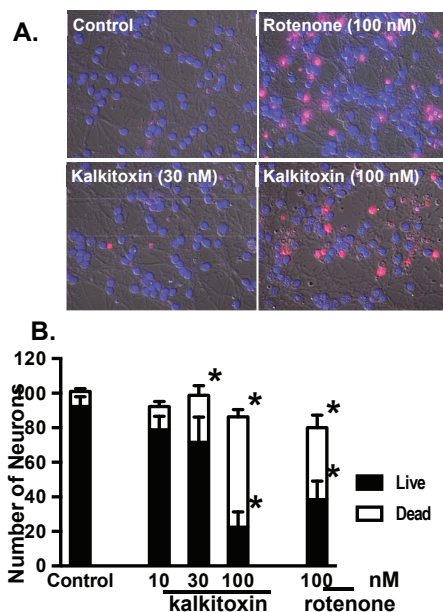 A.
Control
Rotenone (100 nM)
Kalkitoxin (30 nM)
Kalkitoxin (100 nM)
B.
Number of Neurons
120
100
80
60
40
20
0
*
*
*
*
*
Live
Dead
Control
10 30 100
100
nM
kalkitoxin
rotenone